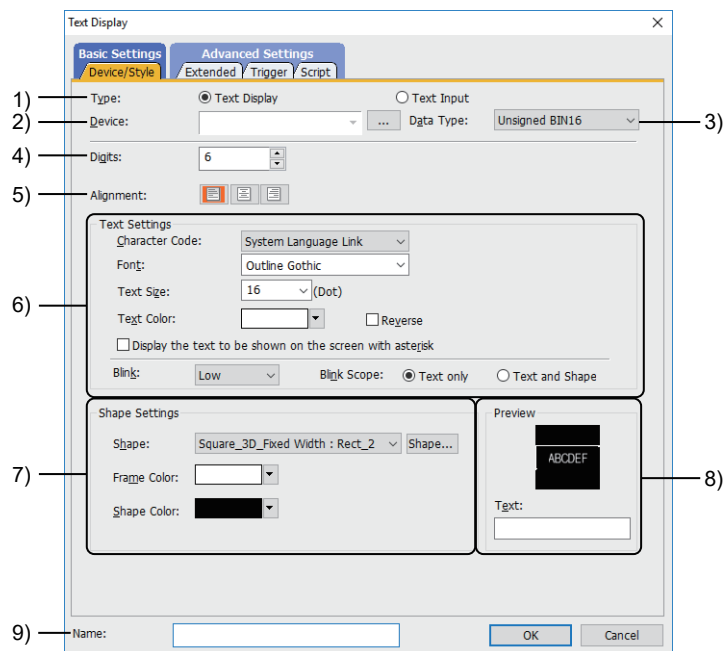 Text Display
Basic Settings Advanced Settings
Device/Style Extended Trigger Script
1) Type: Text Display Text Input
2) Device: ... Data Type: Unsigned BIN16 3)
4) Digits: 6
5) Alignment:
Text Settings
Character Code: System Language Link
Font: Outline Gothic
6) Text Size: 16 (Dot)
Text Color: Reverse
Display the text to be shown on the screen with asterisk
Blink: Low Blink Scope: Text only Text and Shape
Shape Settings Preview
Shape: Square_3D_Fixed Width : Rect_2 Shape...
ABCDEF
7) Frame Color: 8)
Shape Color: Text:
9) Name: OK Cancel